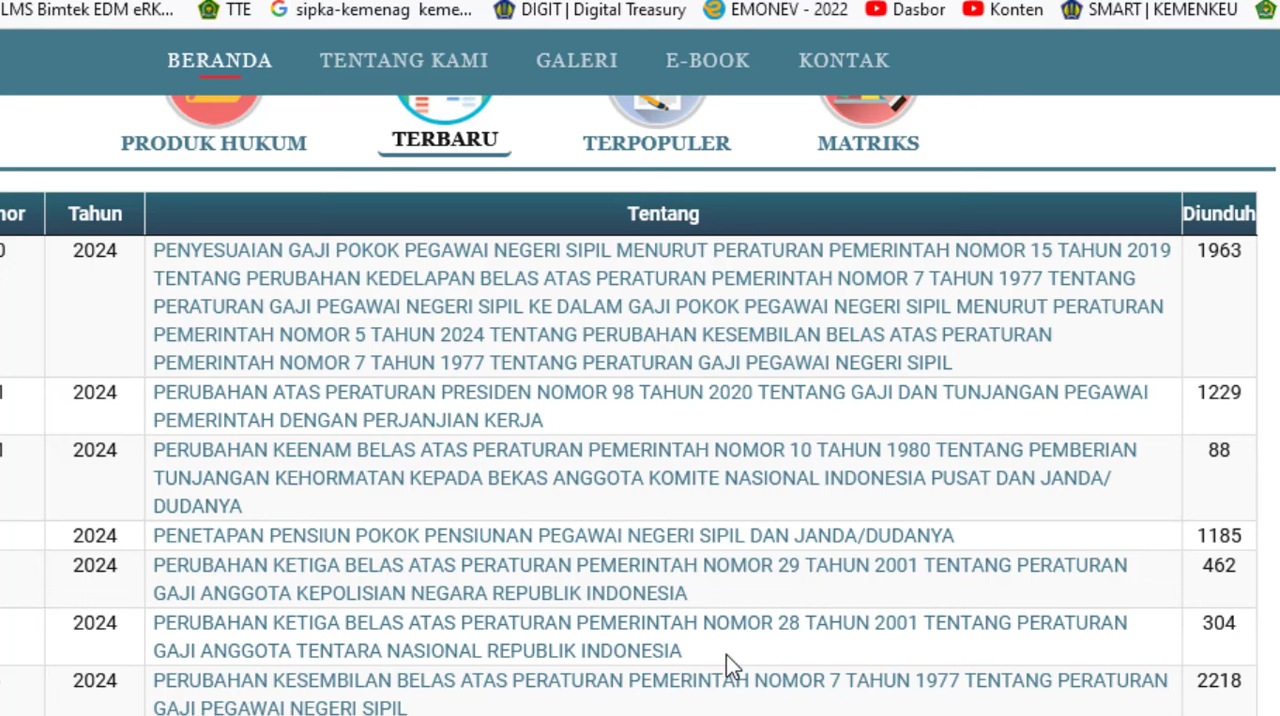 LMS Bimtek EDM eRK... TTE sipka-kemenag keme... DIGIT | Digital Treasury EMONEV - 2022 Dasbor Konten SMART | KEMENKEU
BERANDA TENTANG KAMI GALERI E-BOOK KONTAK
PRODUK HUKUM TERBARU TERPOPULER MATRIKS
Tahun Tentang Diunduh
2024 PENYESUAIAN GAJI POKOK PEGAWAI NEGERI SIPIL MENURUT PERATURAN PEMERINTAH NOMOR 15 TAHUN 2019 1963
TENTANG PERUBAHAN KEDELAPAN BELAS ATAS PERATURAN PEMERINTAH NOMOR 7 TAHUN 1977 TENTANG
PERATURAN GAJI PEGAWAI NEGERI SIPIL KE DALAM GAJI POKOK PEGAWAI NEGERI SIPIL MENURUT PERATURAN
PEMERINTAH NOMOR 5 TAHUN 2024 TENTANG PERUBAHAN KESEMBILAN BELAS ATAS PERATURAN
PEMERINTAH NOMOR 7 TAHUN 1977 TENTANG PERATURAN GAJI PEGAWAI NEGERI SIPIL
2024 PERUBAHAN ATAS PERATURAN PRESIDEN NOMOR 98 TAHUN 2020 TENTANG GAJI DAN TUNJANGAN PEGAWAI 1229
PEMERINTAH DENGAN PERJANJIAN KERJA
2024 PERUBAHAN KEENAM BELAS ATAS PERATURAN PEMERINTAH NOMOR 10 TAHUN 1980 TENTANG PEMBERIAN 88
TUNJANGAN KEHORMATAN KEPADA BEKAS ANGGOTA KOMITE NASIONAL INDONESIA PUSAT DAN JANDA/
DUDANYA
2024 PENETAPAN PENSIUN POKOK PENSIUNAN PEGAWAI NEGERI SIPIL DAN JANDA/DUDANYA 1185
2024 PERUBAHAN KETIGA BELAS ATAS PERATURAN PEMERINTAH NOMOR 29 TAHUN 2001 TENTANG PERATURAN 462
GAJI ANGGOTA KEPOLISIAN NEGARA REPUBLIK INDONESIA
2024 PERUBAHAN KETIGA BELAS ATAS PERATURAN PEMERINTAH NOMOR 28 TAHUN 2001 TENTANG PERATURAN 304
GAJI ANGGOTA TENTARA NASIONAL REPUBLIK INDONESIA
2024 PERUBAHAN KESEMBILAN BELAS ATAS PERATURAN PEMERINTAH NOMOR 7 TAHUN 1977 TENTANG PERATURAN 2218
GAJI PEGAWAI NEGERI SIPIL